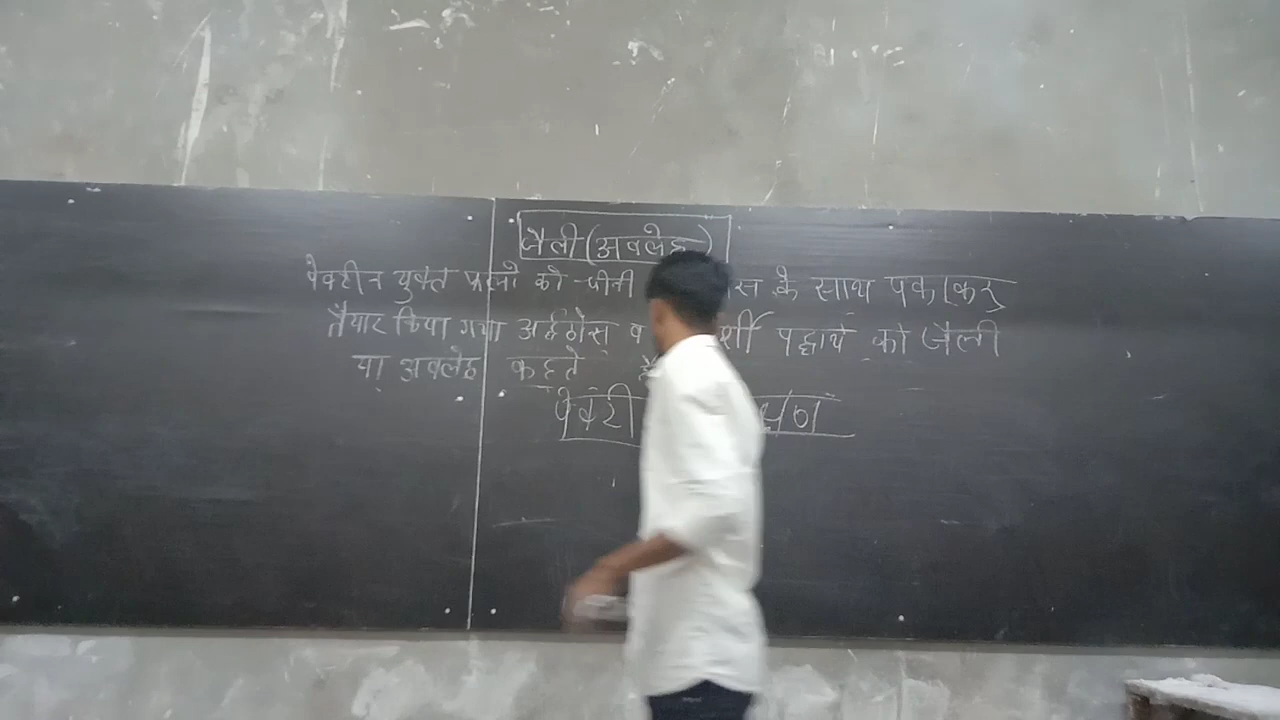 जैली (अवलेह)
पेक्टीन युक्त फलो को चीनी के साथ पकाकर
तैयार किया गया अर्द्धठोस पदार्थ को जैली
या अवलेह कहते है